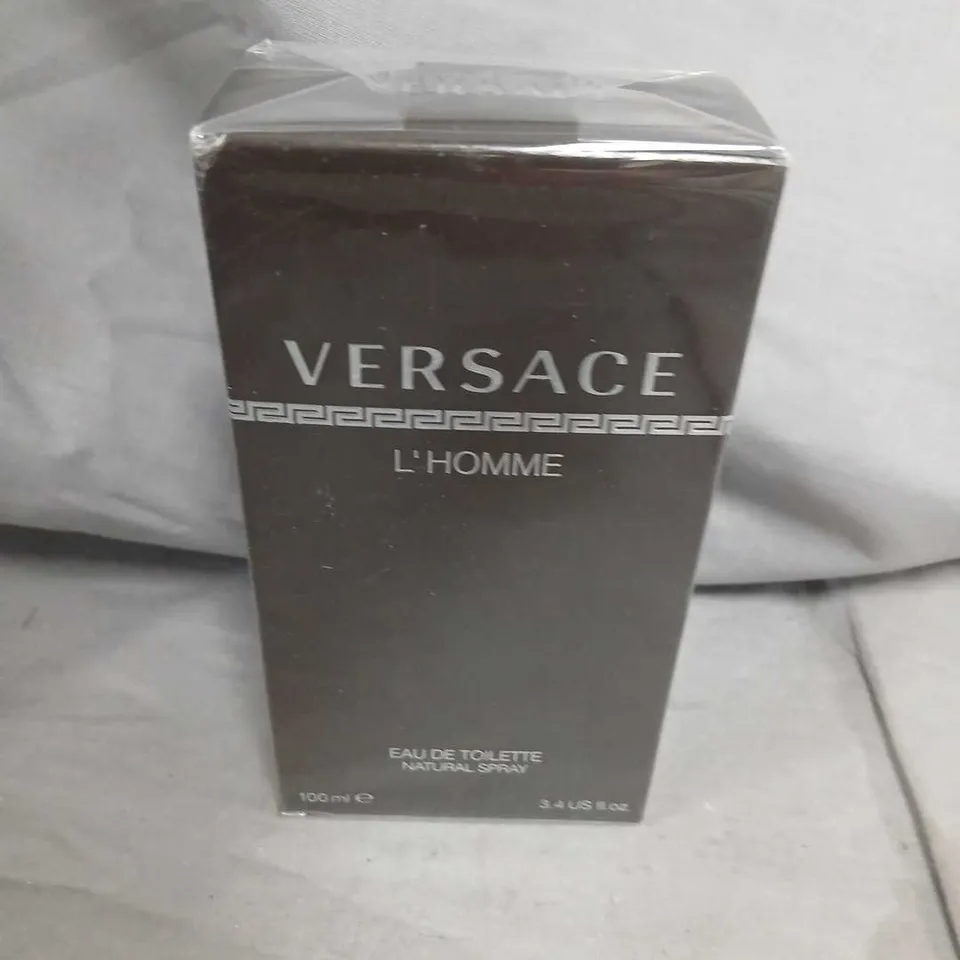 VERSACE
L'HOMME
EAU DE TOILETTE
NATURAL SPRAY
100 ml ℮
3.4 US fl.oz.